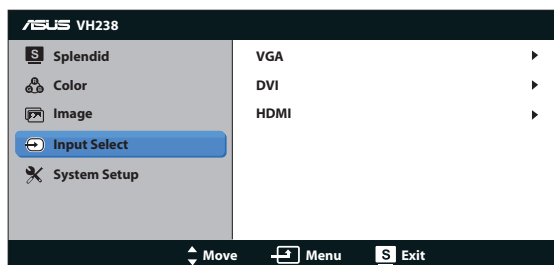 ASUS VH238
S Splendid
Color
Image
Input Select
System Setup
VGA
DVI
HDMI
Move Menu S Exit